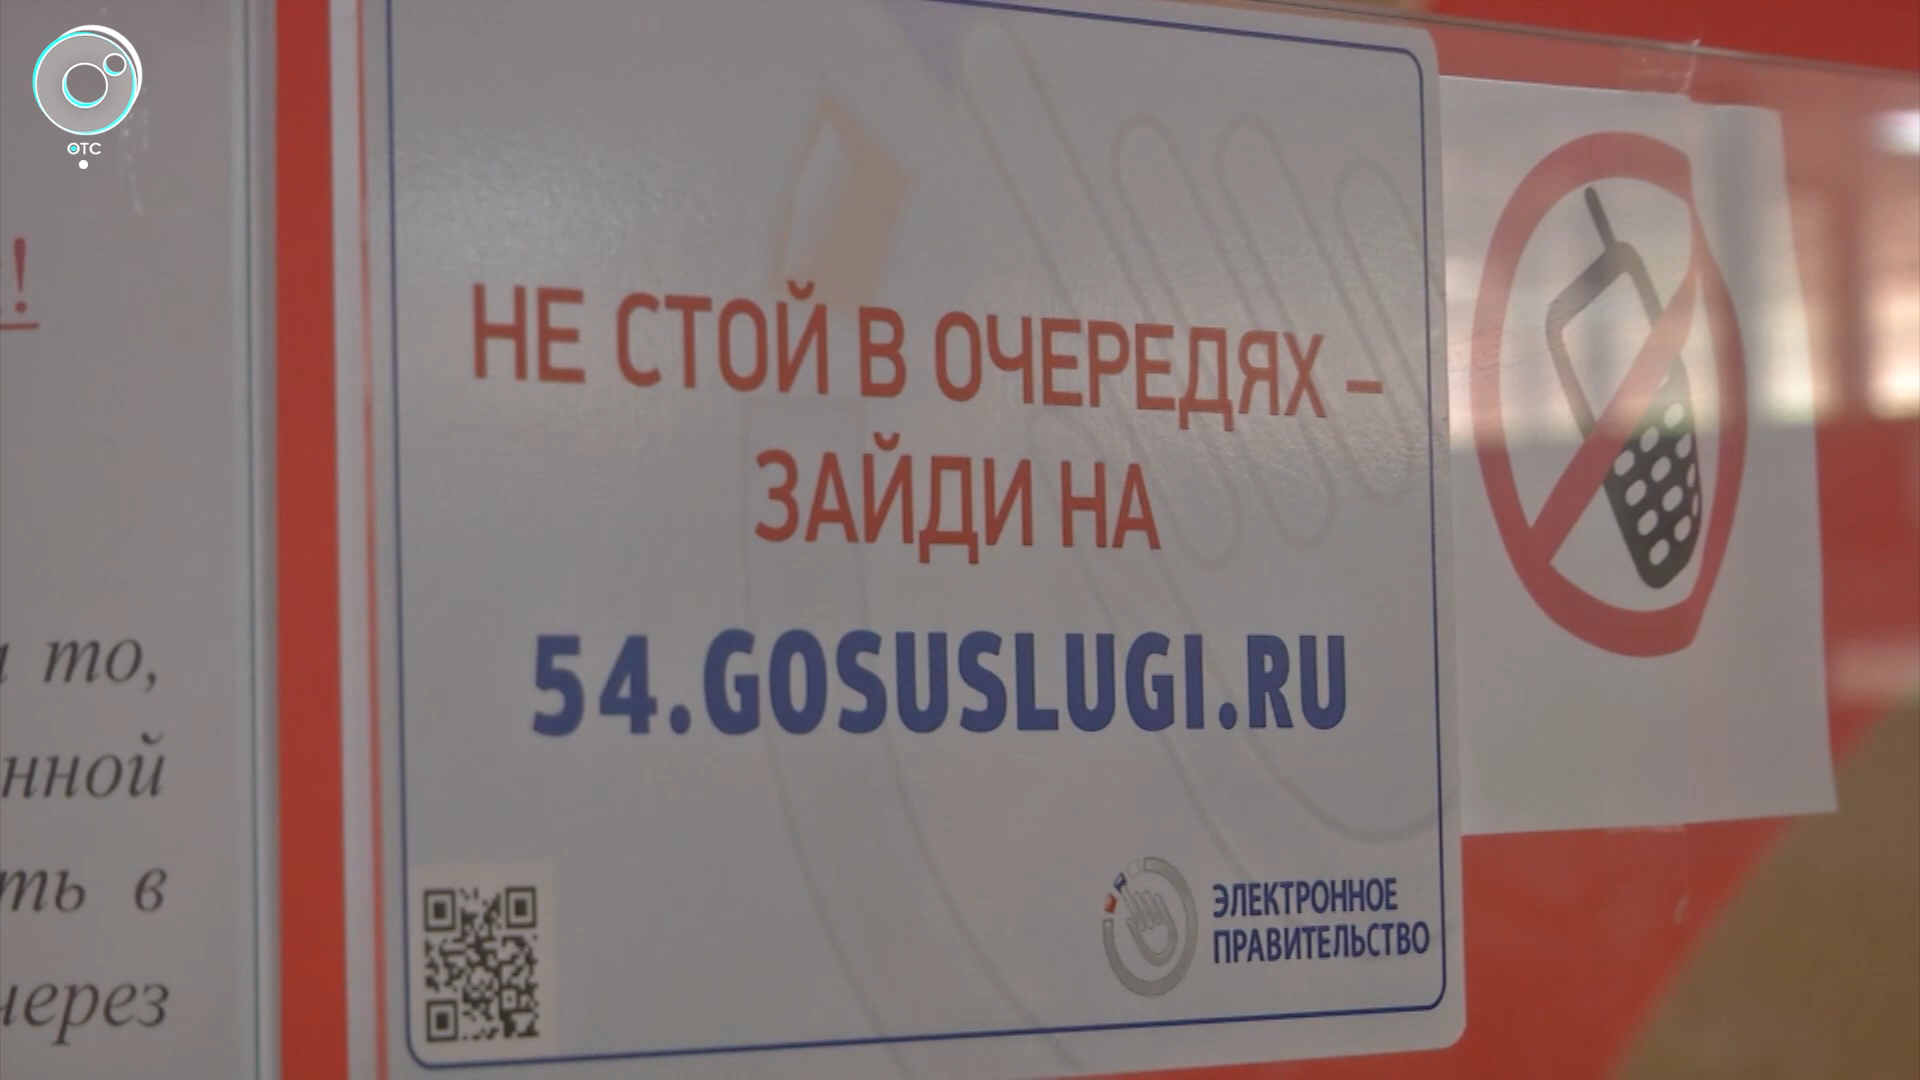 ОТС
!
то,
нной
ть в
через
НЕ СТОЙ В ОЧЕРЕДЯХ –
ЗАЙДИ НА
54.GOSUSLUGI.RU
ЭЛЕКТРОННОЕ
ПРАВИТЕЛЬСТВО